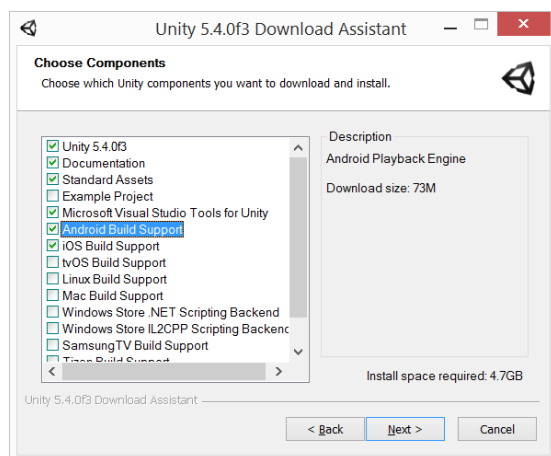 Unity 5.4.0f3 Download Assistant
Choose Components
Choose which Unity components you want to download and install.
Unity 5.4.0f3
Documentation
Standard Assets
Example Project
Microsoft Visual Studio Tools for Unity
Android Build Support
iOS Build Support
tvOS Build Support
Linux Build Support
Mac Build Support
Windows Store .NET Scripting Backend
Windows Store IL2CPP Scripting Backenc
SamsungTV Build Support
Tizen Build Support
Description
Android Playback Engine
Download size: 73M
Install space required: 4.7GB
Unity 5.4.0f3 Download Assistant
< Back
Next >
Cancel